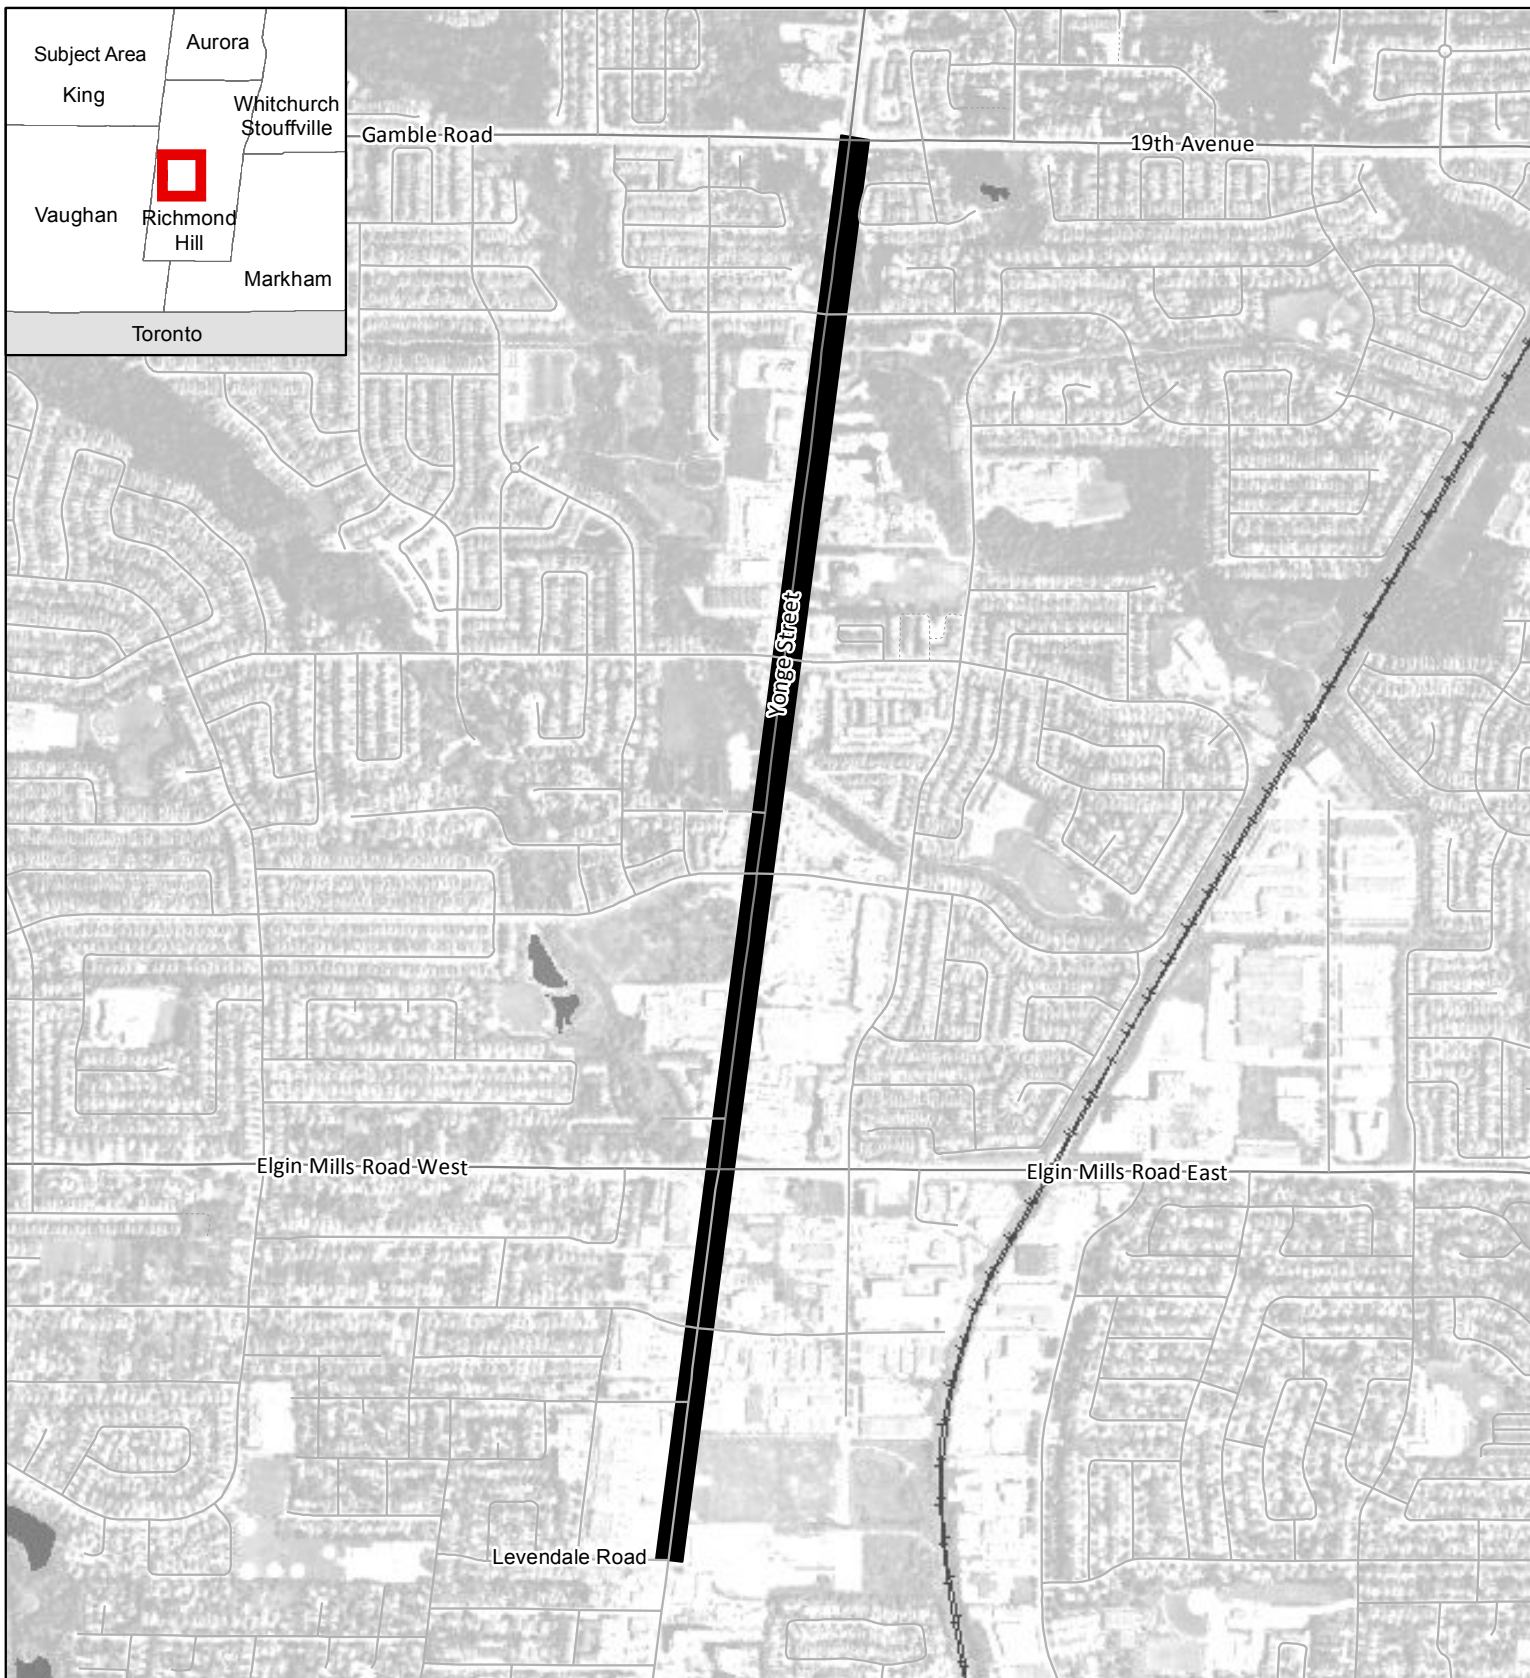 Subject Area
Aurora
King
Whitchurch
Stouffville
Vaughan
Richmond
Hill
Markham
Toronto
Gamble Road
19th Avenue
Yonge Street
Elgin Mills Road West
Elgin Mills Road East
Levendale Road